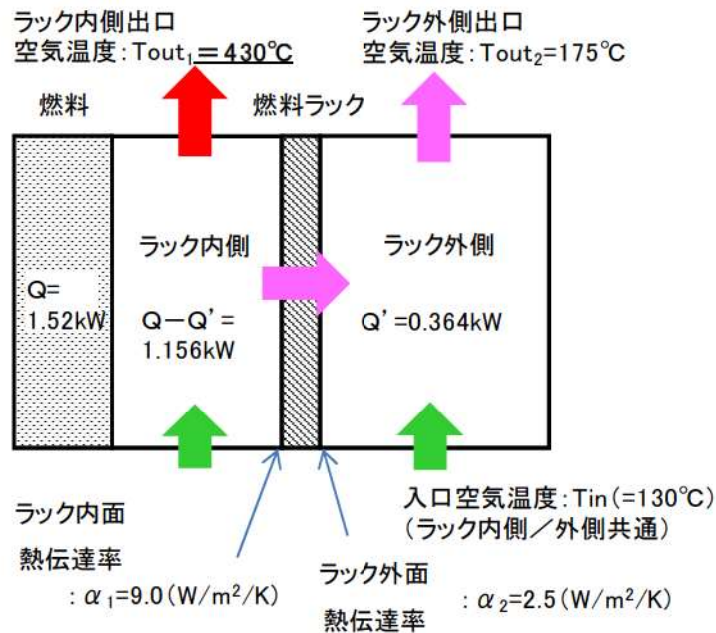 ラック内側出口
空気温度:Tout₁=430℃
ラック外側出口
空気温度:Tout₂=175℃
燃料
燃料ラック
ラック内側
ラック外側
Q=
1.52kW
Q-Q'=
1.156kW
Q'=0.364kW
入口空気温度:Tin(=130℃)
(ラック内側/外側共通)
ラック内面
熱伝達率
:α₁=9.0(W/m²/K)
ラック外面
熱伝達率
:α₂=2.5(W/m²/K)